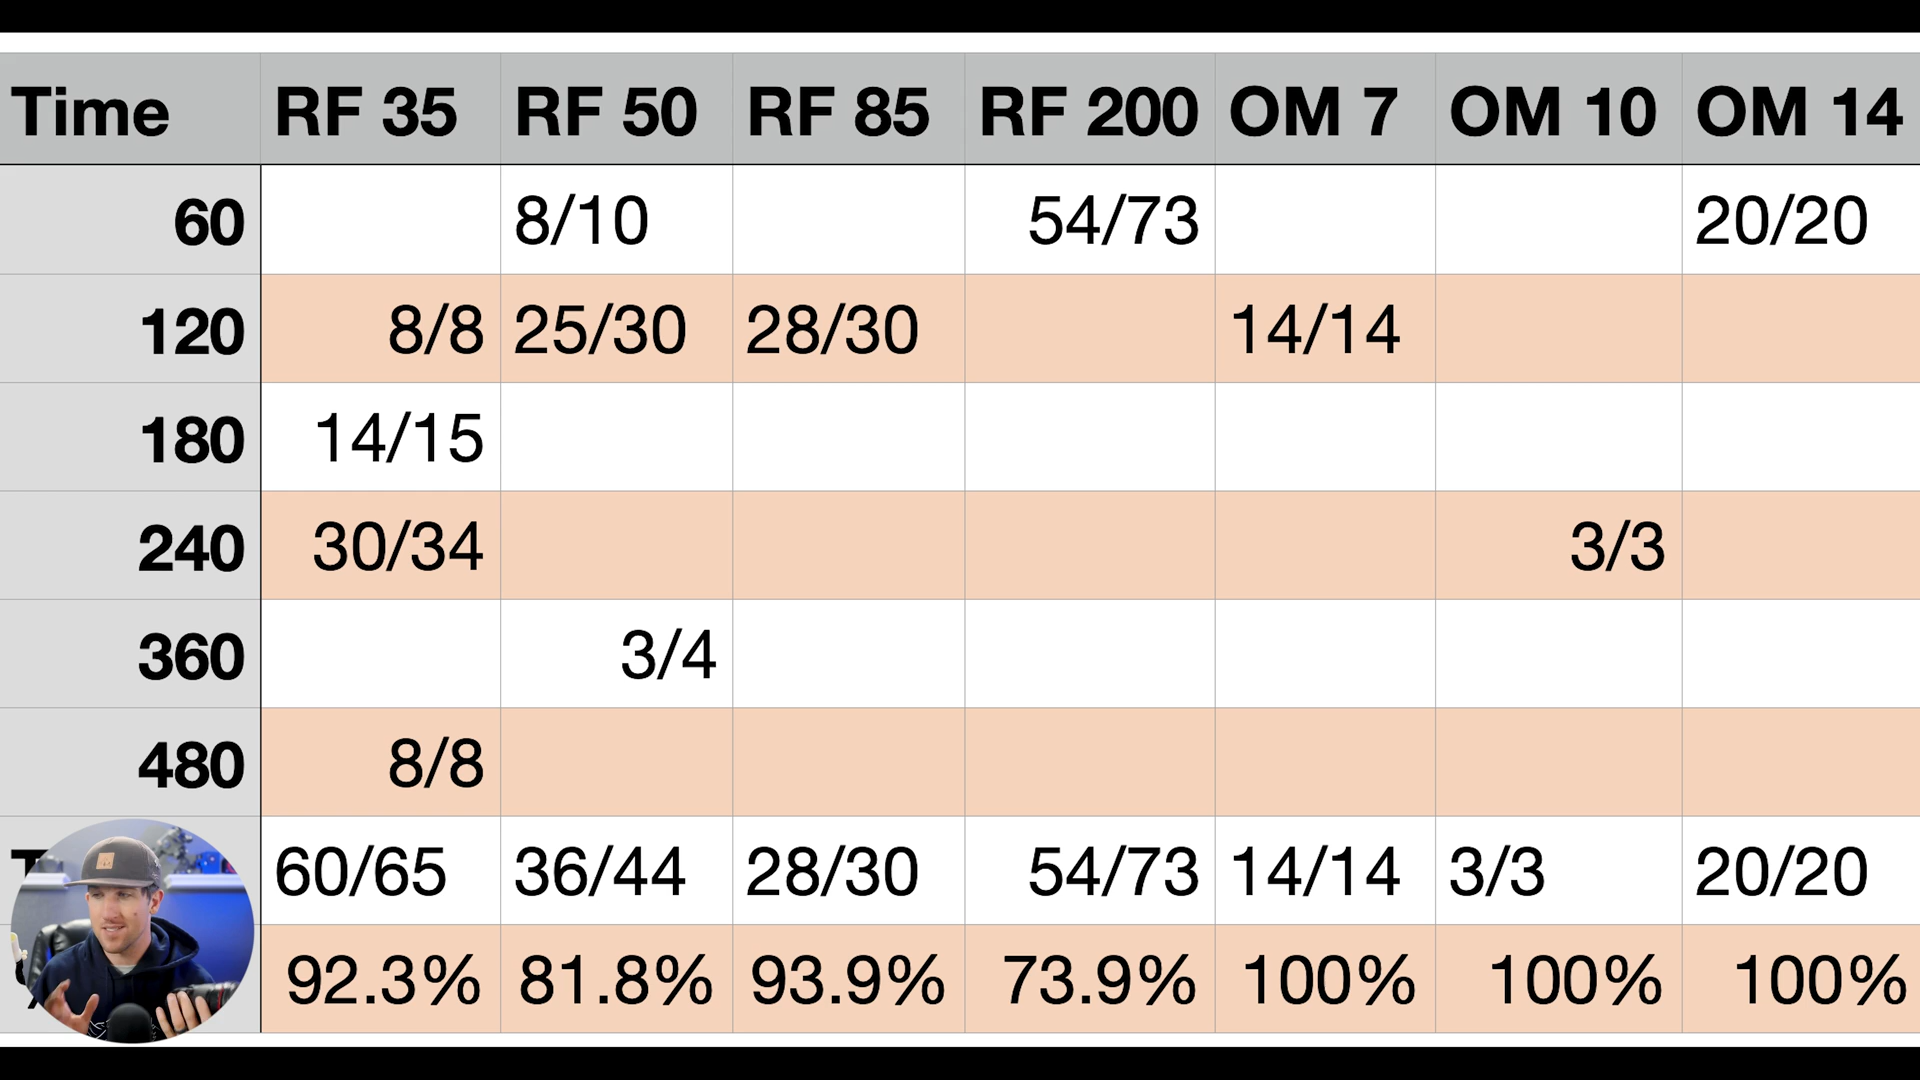 Time RF 35 RF 50 RF 85 RF 200 OM 7 OM 10 OM 14
60 8/10 54/73 20/20
120 8/8 25/30 28/30 14/14
180 14/15
240 30/34 3/3
360 3/4
480 8/8
60/65 36/44 28/30 54/73 14/14 3/3 20/20
92.3% 81.8% 93.9% 73.9% 100% 100% 100%